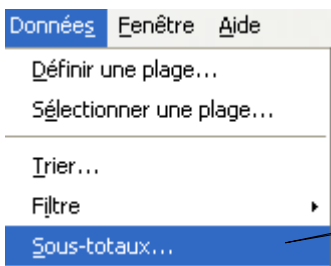 Données Fenêtre Aide
Définir une plage...
Sélectionner une plage...
Trier...
Filtre
Sous-totaux...